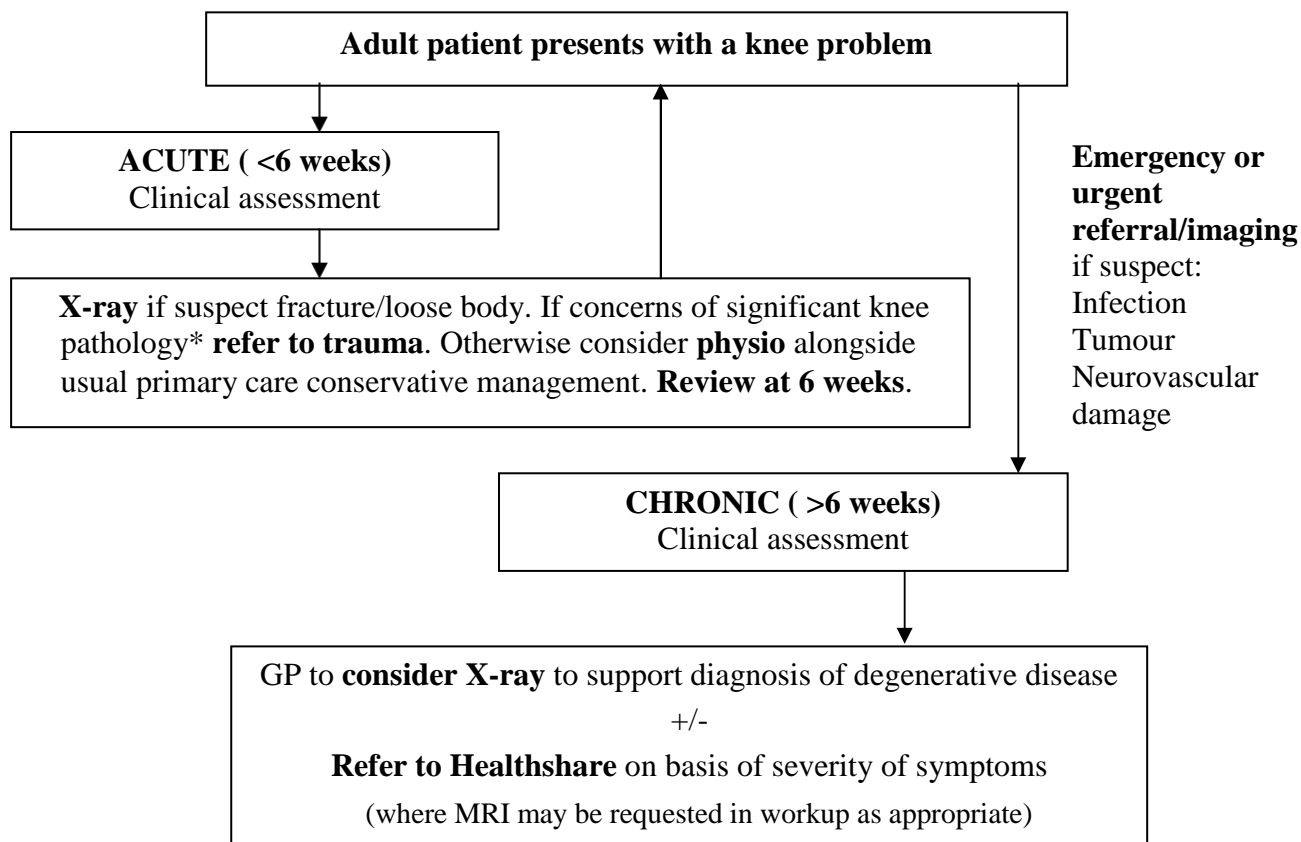 Adult patient presents with a knee problem
ACUTE ( <6 weeks)
Clinical assessment
Emergency or
urgent
referral/imaging
if suspect:
Infection
Tumour
Neurovascular
damage
X-ray if suspect fracture/loose body. If concerns of significant knee
pathology* refer to trauma. Otherwise consider physio alongside
usual primary care conservative management. Review at 6 weeks.
CHRONIC ( >6 weeks)
Clinical assessment
GP to consider X-ray to support diagnosis of degenerative disease
+/-
Refer to Healthshare on basis of severity of symptoms
(where MRI may be requested in workup as appropriate)